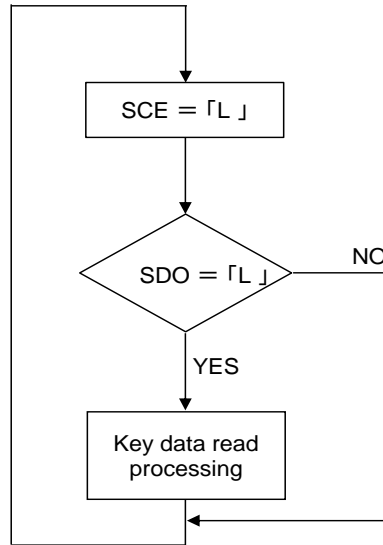 SCE =「L 」
SDO =「L 」
NO
YES
Key data read
processing